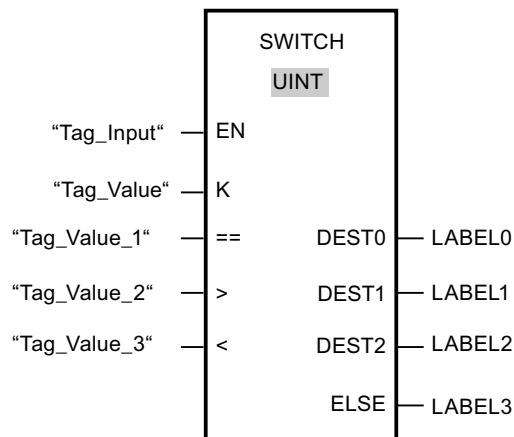 SWITCH
UINT
“Tag_Input“ EN
“Tag_Value“ K
“Tag_Value_1“ == DEST0 LABEL0
“Tag_Value_2“ > DEST1 LABEL1
“Tag_Value_3“ < DEST2 LABEL2
ELSE LABEL3